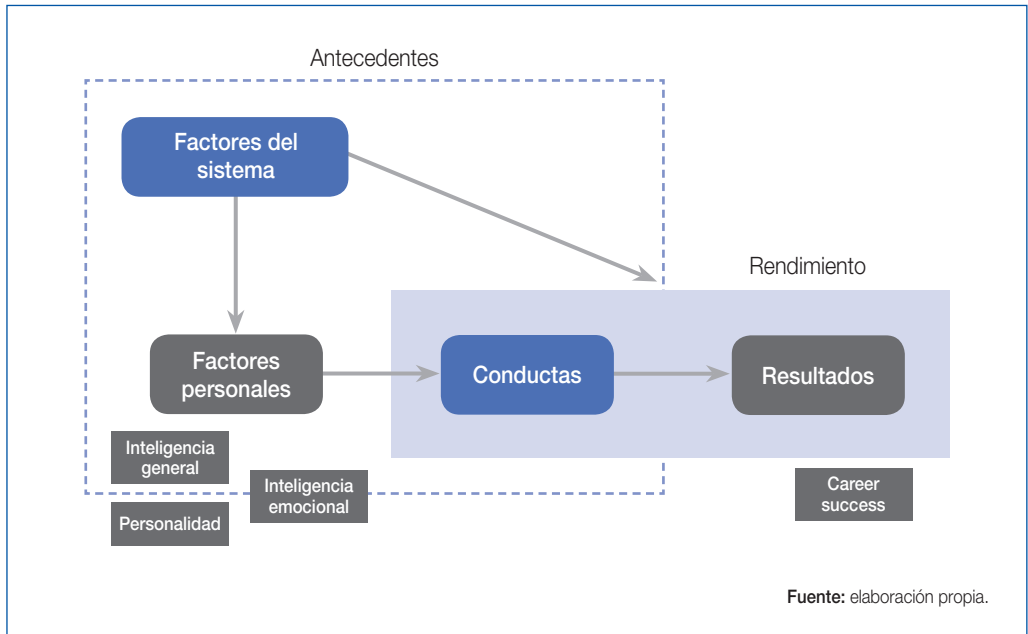 Antecedentes
Factores del
sistema
Rendimiento
Factores
personales
Conductas
Resultados
Inteligencia
general
Inteligencia
emocional
Personalidad
Career
success
Fuente: elaboración propia.